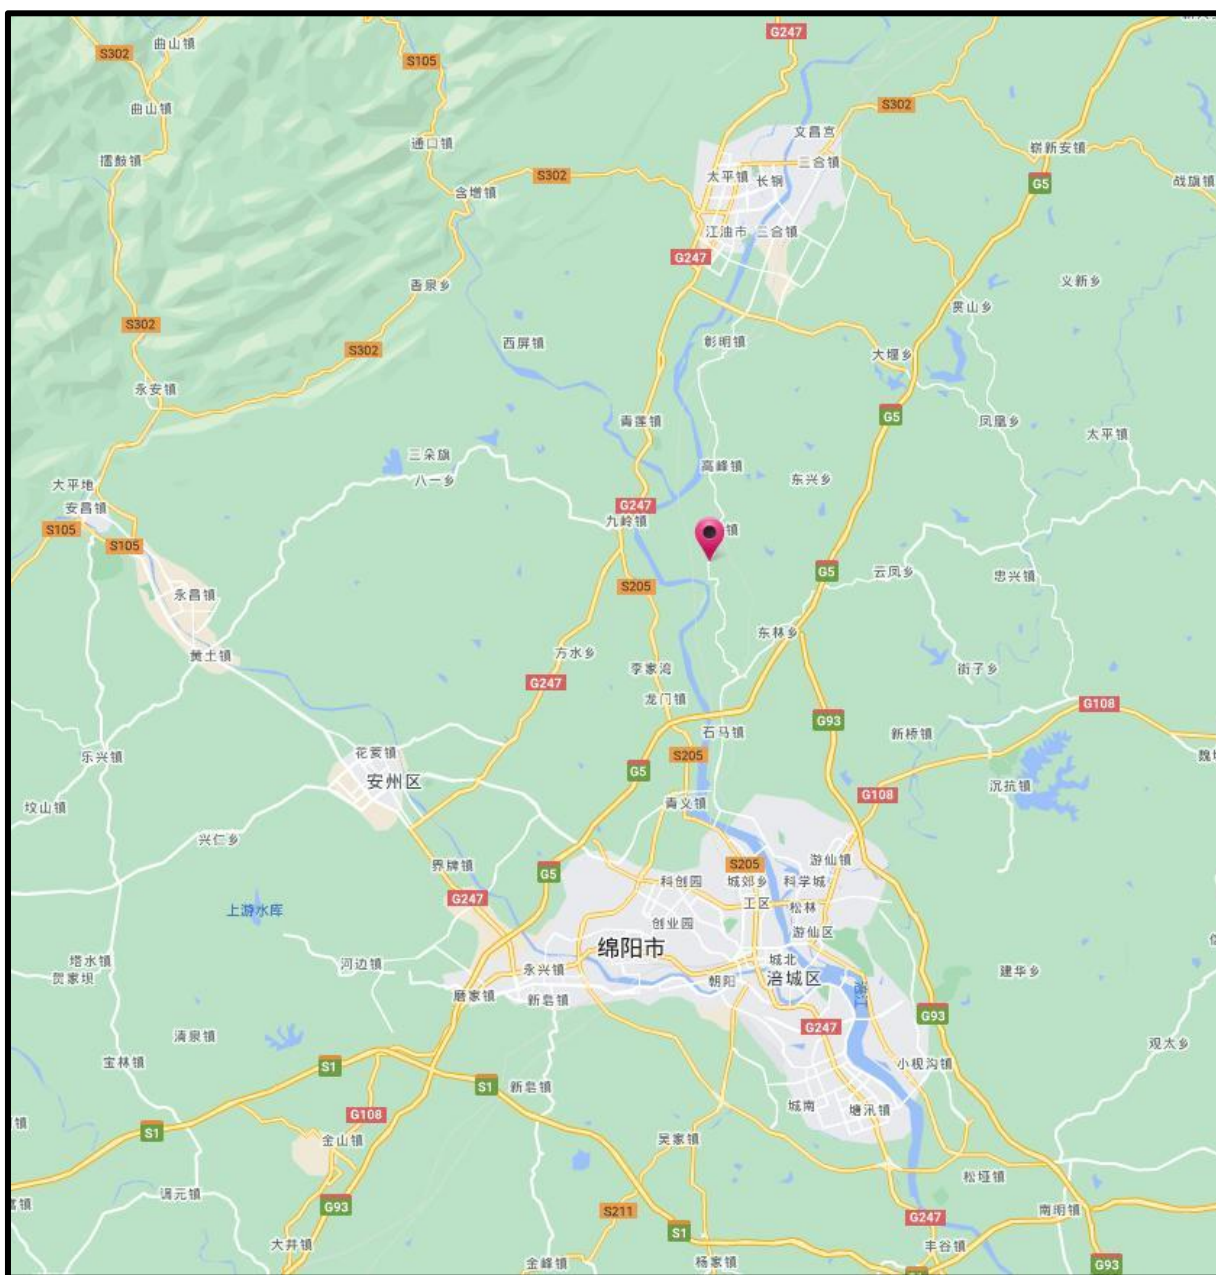 G247
曲山镇
S302
S105
S302
曲山镇
文昌宫
通口镇
崭新安镇
擂鼓镇
三合镇
S302
太平镇
长钢
G5
战旗镇
含增镇
江油市
三合镇
G247
义新乡
香泉乡
贯山乡
S302
西屏镇
彰明镇
S302
大堰乡
永安镇
G5
青莲镇
凤凰乡
太平镇
三朵旗
高峰镇
东兴乡
八一乡
大平地
安昌镇
G247
九岭镇
S105
镇
S105
G5
云凤乡
忠兴镇
S205
永昌镇
东林乡
黄土镇
方水乡
李家湾
街子乡
G247
龙门镇
G108
G93
石马镇
新桥镇
花荄镇
乐兴镇
S205
安州区
G5
沉抗镇
G108
坟山镇
青义镇
兴仁乡
界牌镇
S205
游仙镇
G5
科创园
城郊乡
科学城
G247
工区
松林
上游水库
创业园
游仙区
绵阳市
塔水镇
河边镇
永兴镇
城北
贺家坝
朝阳
涪城区
建华乡
磨家镇
新皂镇
涪江
G93
G247
清泉镇
观太乡
宝林镇
S1
小枧沟镇
新皂镇
S1
城南
塘汛镇
G108
S1
镇
金山镇
吴家镇
松垭镇
涓元镇
镇
G93
S211
南明镇
G247
S1
大井镇
丰谷镇
金峰镇
杨家镇
G93